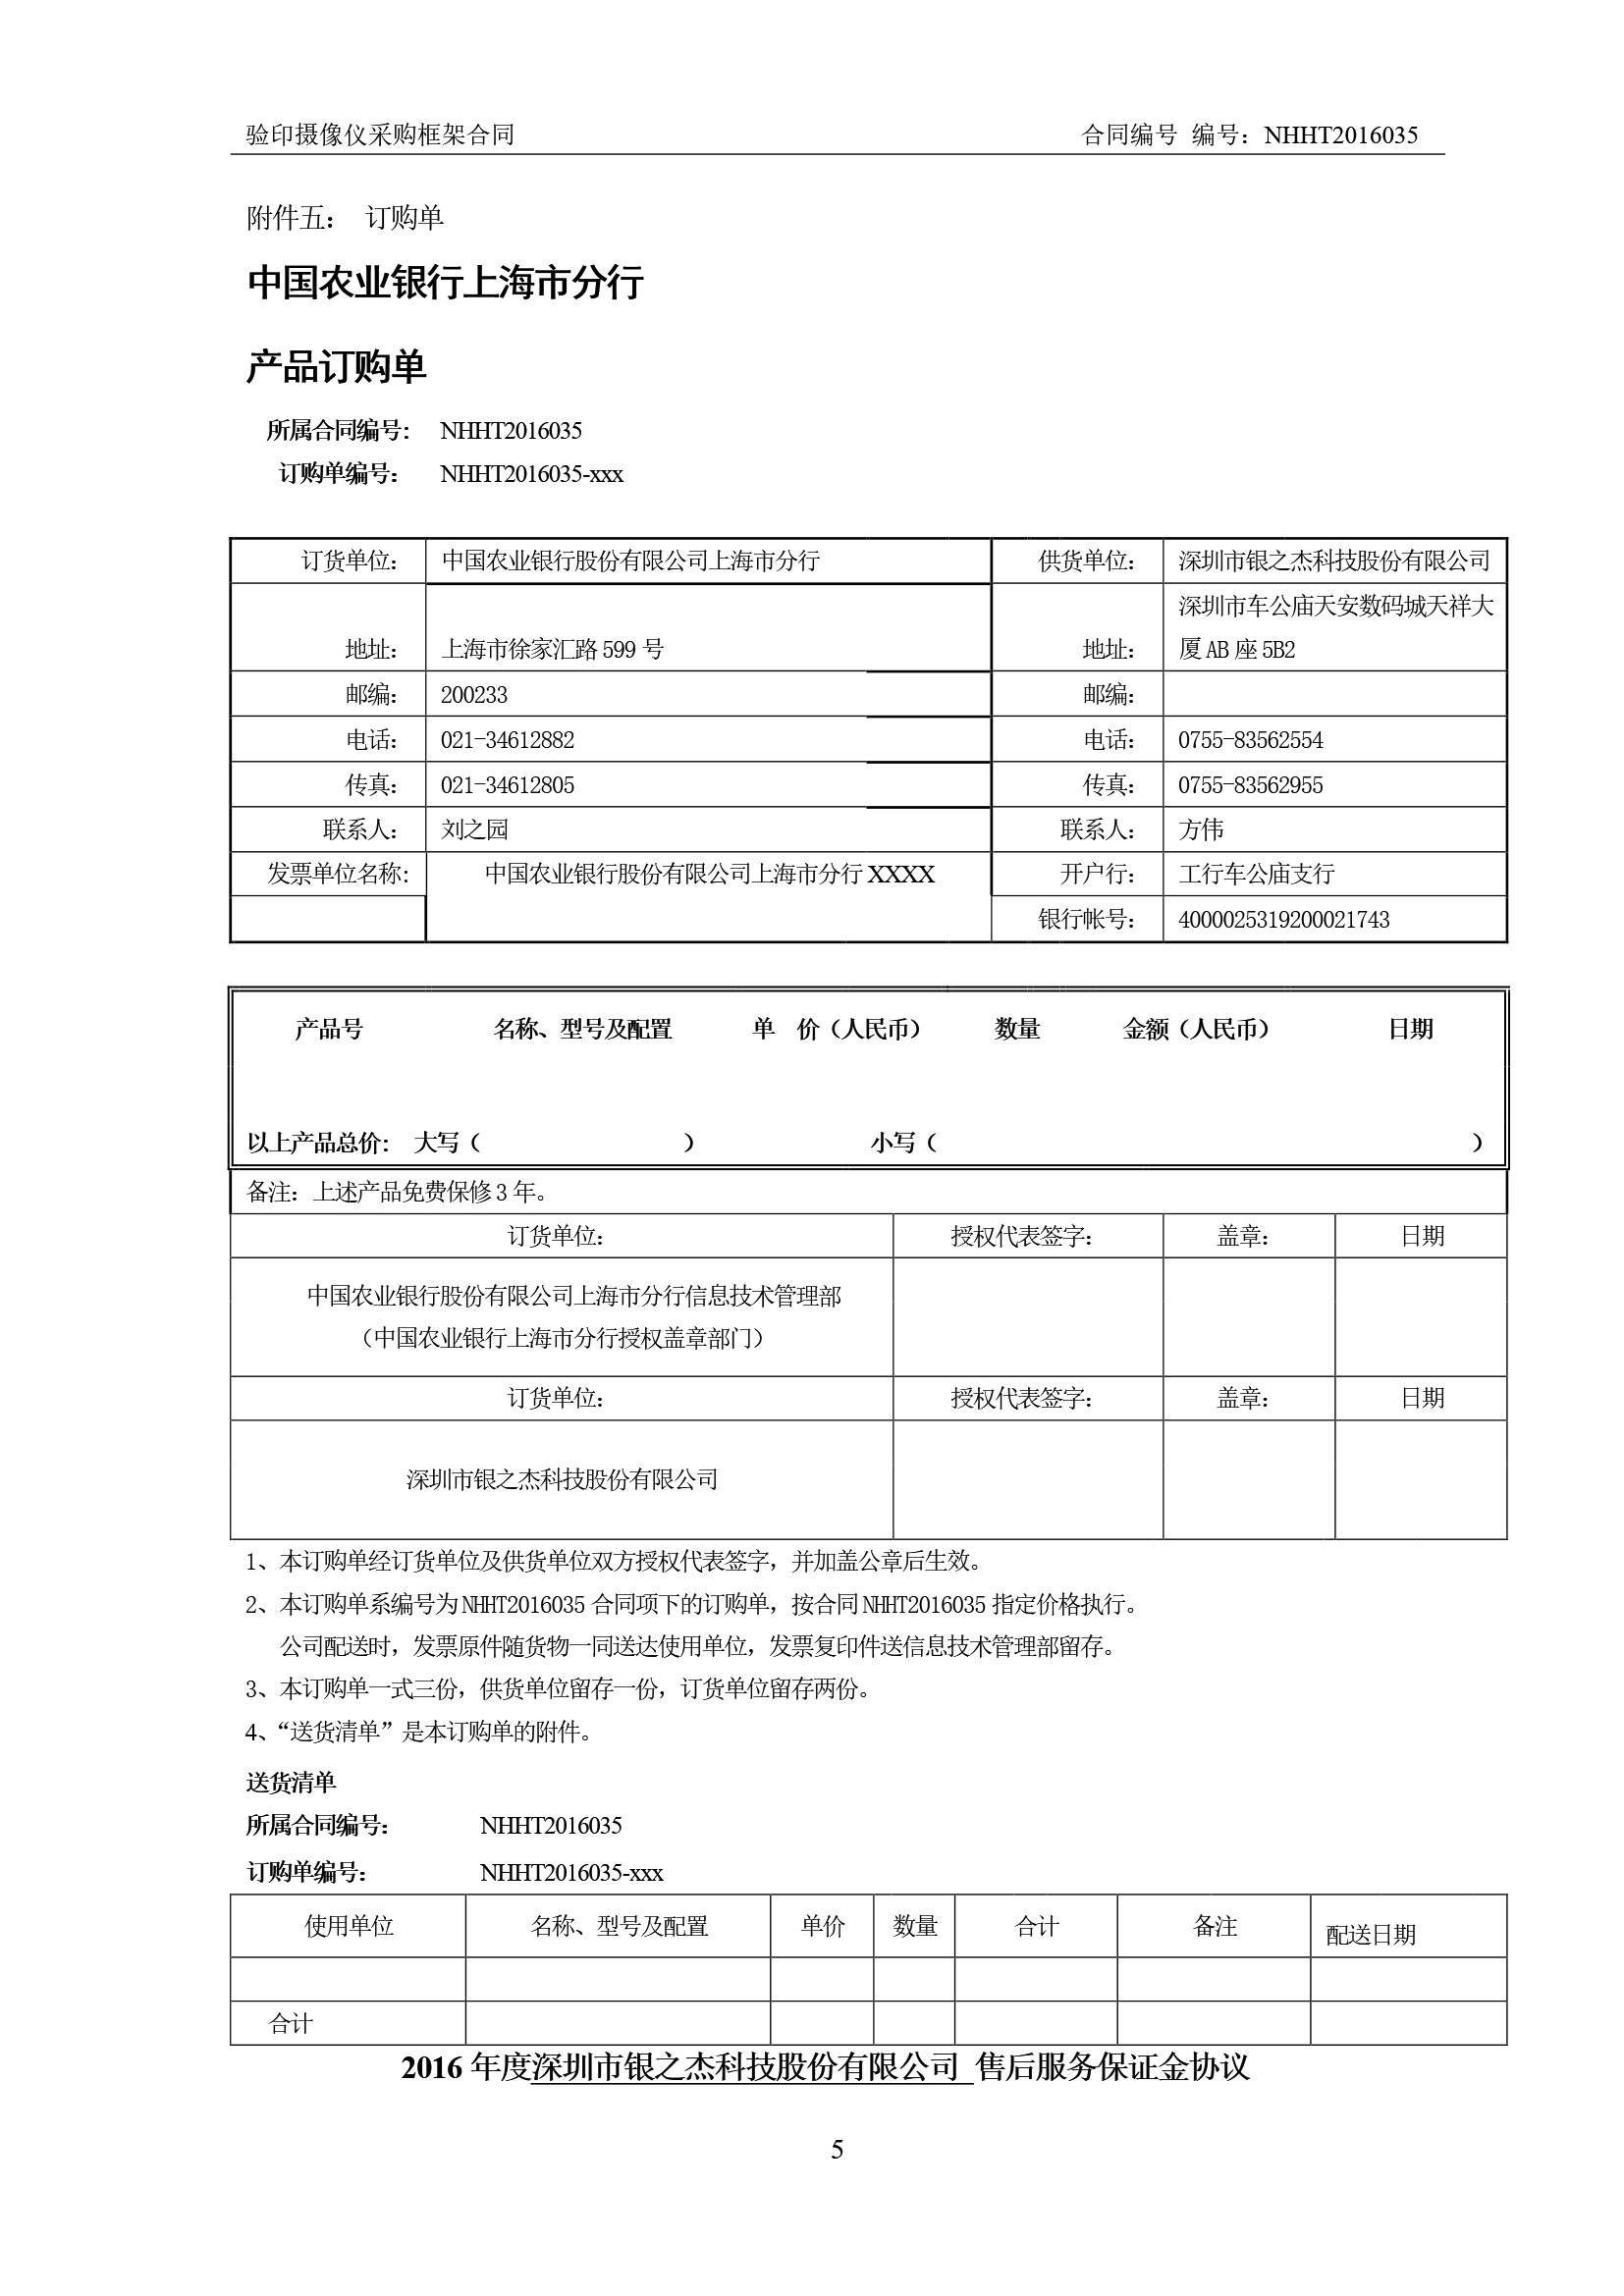 验印摄像仪采购框架合同 合同编号 编号：NHHT2016035
附件五： 订购单
中国农业银行上海市分行
产品订购单
所属合同编号： NHHT2016035
订购单编号： NHHT2016035-xxx
订货单位： 中国农业银行股份有限公司上海市分行 供货单位： 深圳市银之杰科技股份有限公司
地址： 上海市徐家汇路 599 号 地址： 深圳市车公庙天安数码城天祥大
厦 AB 座 5B2
邮编： 200233 邮编：
电话： 021-34612882 电话： 0755-83562554
传真： 021-34612805 传真： 0755-83562955
联系人： 刘之园 联系人： 方伟
发票单位名称： 中国农业银行股份有限公司上海市分行 XXXX 开户行： 工行车公庙支行
银行帐号： 4000025319200021743
产品号 名称、型号及配置 单 价（人民币） 数量 金额（人民币） 日期
以上产品总价： 大写（ ） 小写（ ）
备注：上述产品免费保修 3 年。
订货单位： 授权代表签字： 盖章： 日期
中国农业银行股份有限公司上海市分行信息技术管理部
（中国农业银行上海市分行授权盖章部门）
订货单位： 授权代表签字： 盖章： 日期
深圳市银之杰科技股份有限公司
1、本订购单经订货单位及供货单位双方授权代表签字，并加盖公章后生效。
2、本订购单系编号为 NHHT2016035 合同项下的订购单，按合同 NHHT2016035 指定价格执行。
公司配送时，发票原件随货物一同送达使用单位，发票复印件送信息技术管理部留存。
3、本订购单一式三份，供货单位留存一份，订货单位留存两份。
4、“送货清单”是本订购单的附件。
送货清单
所属合同编号： NHHT2016035
订购单编号： NHHT2016035-xxx
使用单位 名称、型号及配置 单价 数量 合计 备注 配送日期
合计
2016 年度深圳市银之杰科技股份有限公司 售后服务保证金协议
5